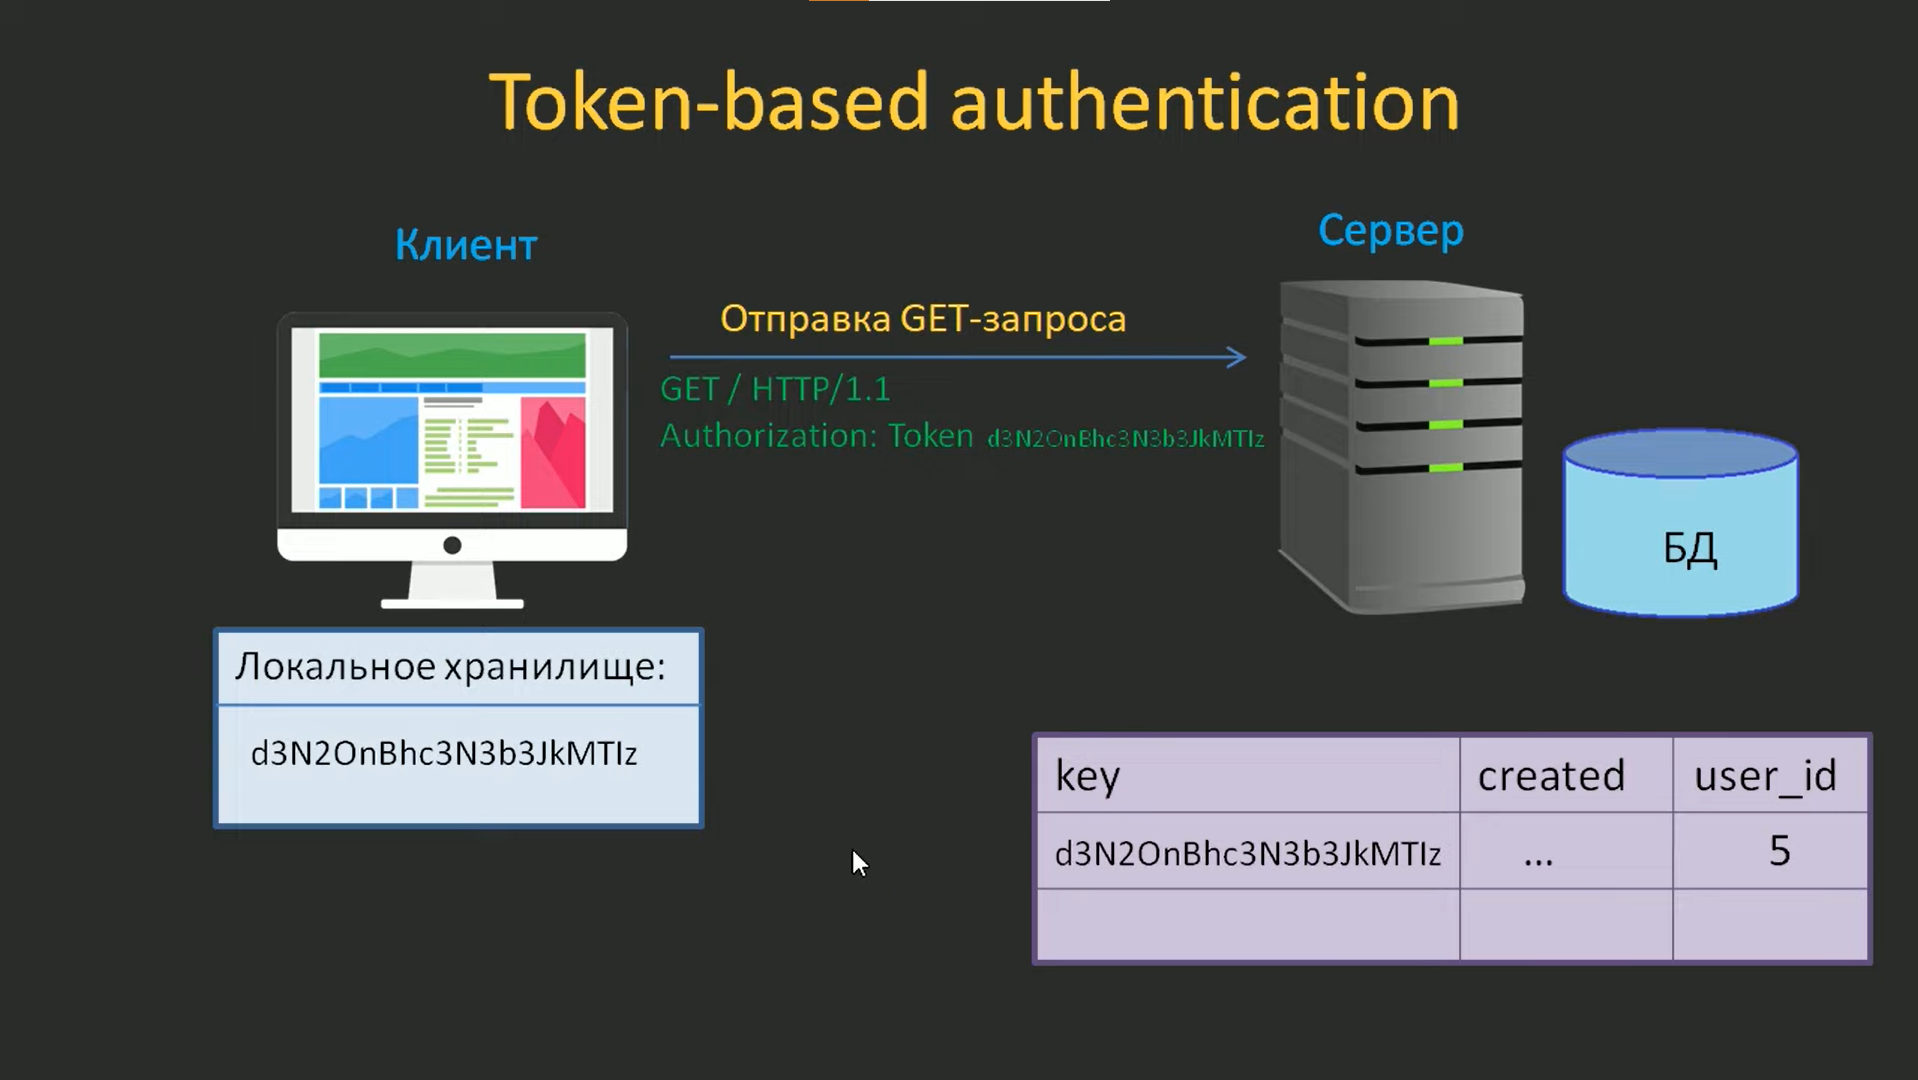 Token-based authentication
Клиент
Сервер
Отправка GET-запроса
GET / HTTP/1.1
Authorization: Token d3N2OnBhc3N3b3JkMTIz
БД
Локальное хранилище:
d3N2OnBhc3N3b3JkMTIz
key created user_id
d3N2OnBhc3N3b3JkMTIz ... 5